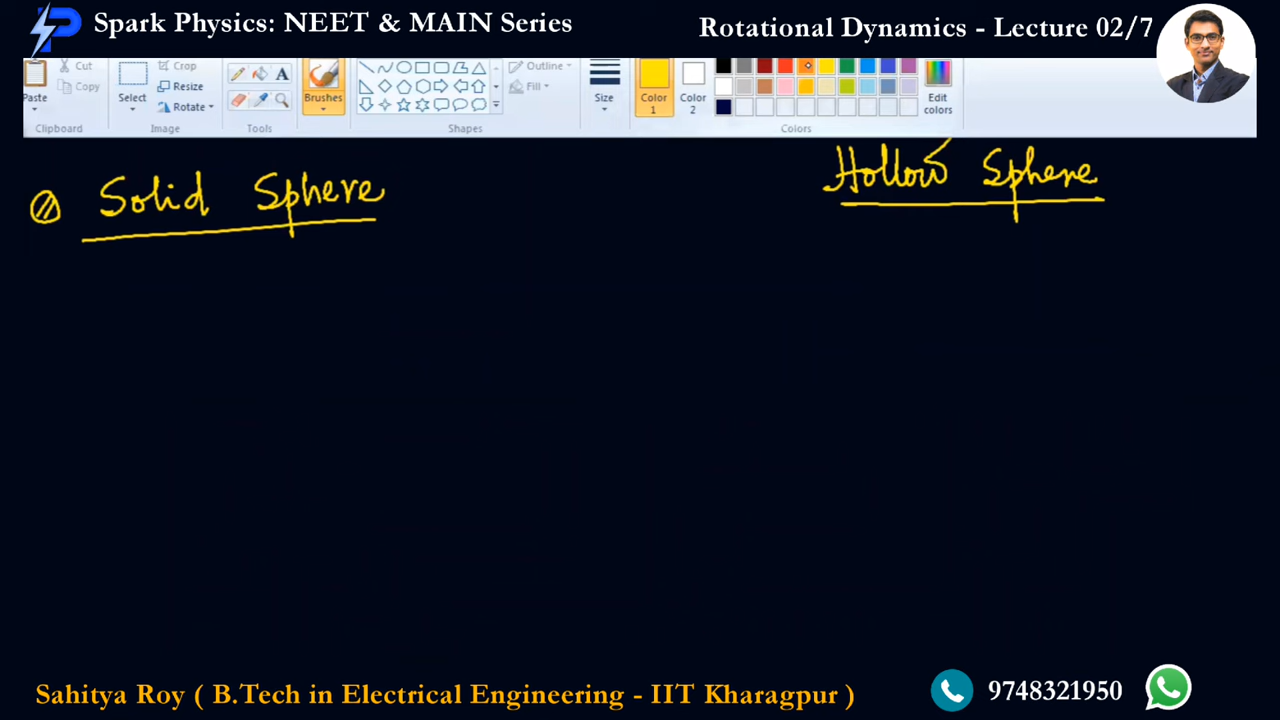 Spark Physics: NEET & MAIN Series
Rotational Dynamics - Lecture 02/7
Cut
Copy
Paste
Clipboard
Select
Crop
Resize
Rotate
Image
Tools
A
Brushes
Shapes
Outline
Fill
Size
Color 1
Color 2
Edit colors
Colors
Solid Sphere
Hollow Sphere
Sahitya Roy ( B.Tech in Electrical Engineering - IIT Kharagpur )
9748321950